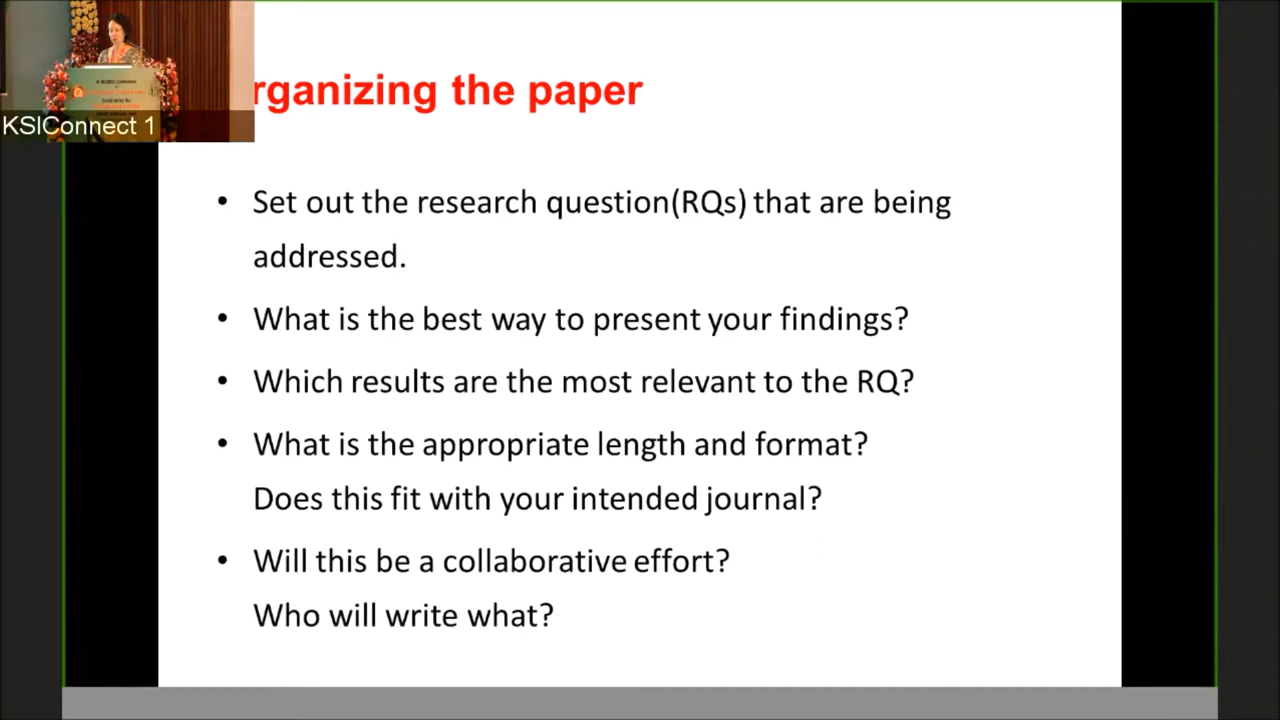 rganizing the paper
KSIConnect 1
• Set out the research question(RQs) that are being
addressed.
• What is the best way to present your findings?
• Which results are the most relevant to the RQ?
• What is the appropriate length and format?
Does this fit with your intended journal?
• Will this be a collaborative effort?
Who will write what?